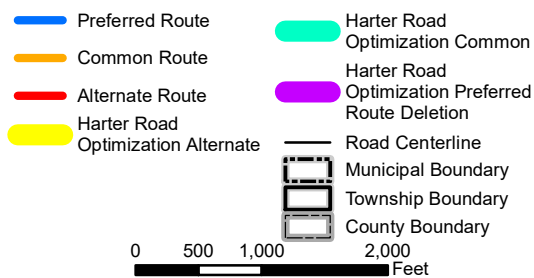 Preferred Route
Common Route
Alternate Route
Harter Road
Optimization Alternate
Harter Road
Optimization Common
Harter Road
Optimization Preferred
Route Deletion
Road Centerline
Municipal Boundary
Township Boundary
County Boundary
0 500 1,000 2,000
Feet